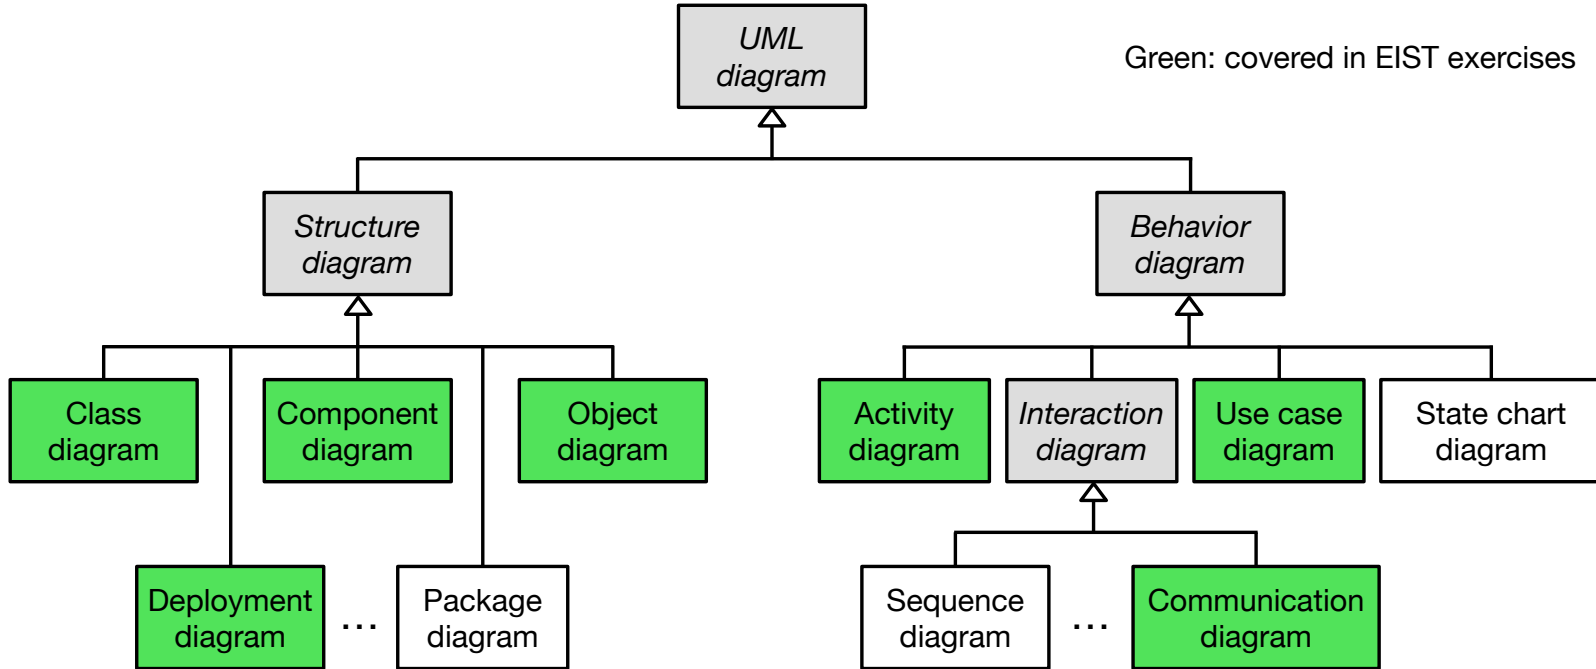 UML
diagram
Green: covered in EIST exercises
Structure
diagram
Behavior
diagram
Class
diagram
Component
diagram
Object
diagram
Activity
diagram
Interaction
diagram
Use case
diagram
State chart
diagram
Deployment
diagram
...
Package
diagram
Sequence
diagram
...
Communication
diagram